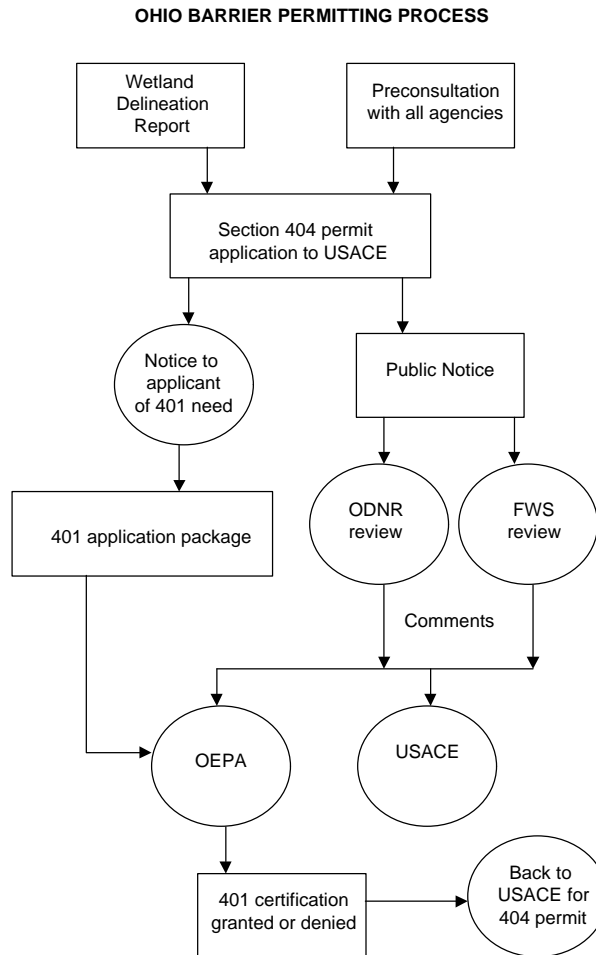 OHIO BARRIER PERMITTING PROCESS
Wetland
Delineation
Report
Preconsultation
with all agencies
Section 404 permit
application to USACE
Notice to
applicant
of 401 need
Public Notice
401 application package
ODNR
review
FWS
review
Comments
OEPA
USACE
401 certification
granted or denied
Back to
USACE for
404 permit